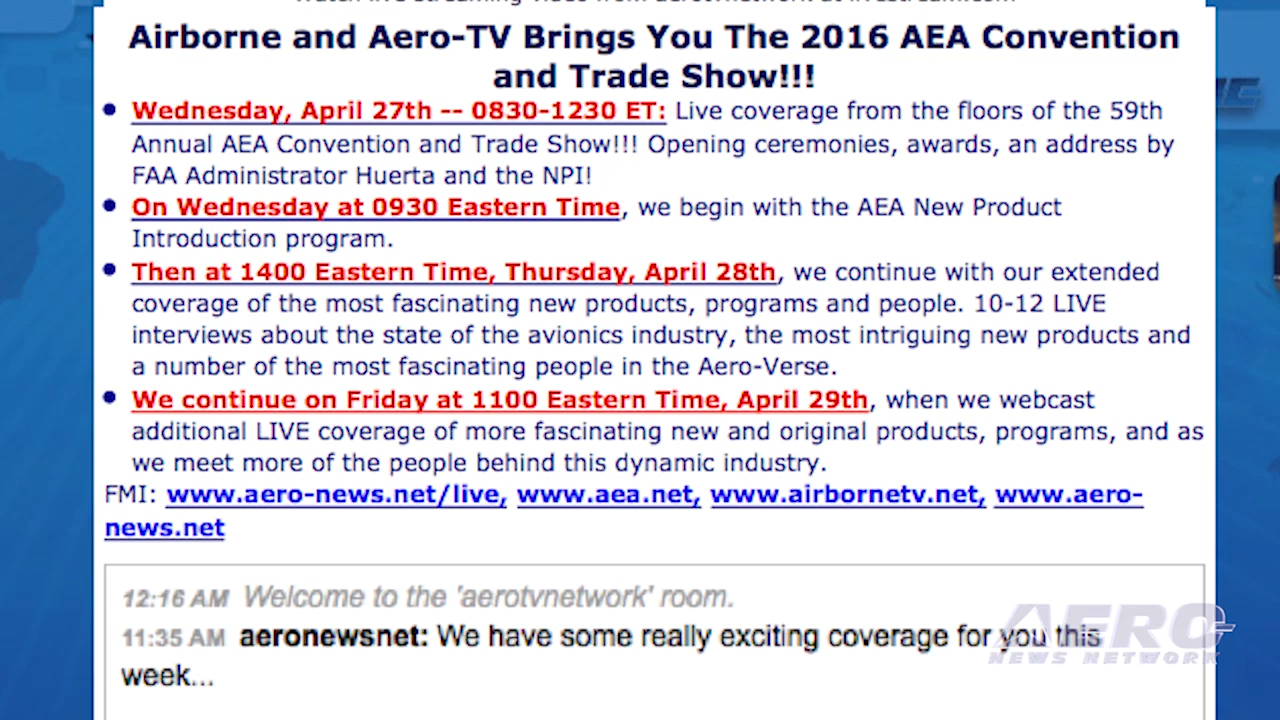 Watch live streaming video from aerotvnetwork at livestream.com
Airborne and Aero-TV Brings You The 2016 AEA Convention
and Trade Show!!!
• Wednesday, April 27th -- 0830-1230 ET: Live coverage from the floors of the 59th
Annual AEA Convention and Trade Show!!! Opening ceremonies, awards, an address by
FAA Administrator Huerta and the NPI!
• On Wednesday at 0930 Eastern Time, we begin with the AEA New Product
Introduction program.
• Then at 1400 Eastern Time, Thursday, April 28th, we continue with our extended
coverage of the most fascinating new products, programs and people. 10-12 LIVE
interviews about the state of the avionics industry, the most intriguing new products and
a number of the most fascinating people in the Aero-Verse.
• We continue on Friday at 1100 Eastern Time, April 29th, when we webcast
additional LIVE coverage of more fascinating new and original products, programs, and as
we meet more of the people behind this dynamic industry.
FMI: www.aero-news.net/live, www.aea.net, www.airbornetv.net, www.aero-
news.net
12:16 AM Welcome to the 'aerotvnetwork' room.
11:35 AM aeronewsnet: We have some really exciting coverage for you this
week...
AERO
NEWS NETWORK